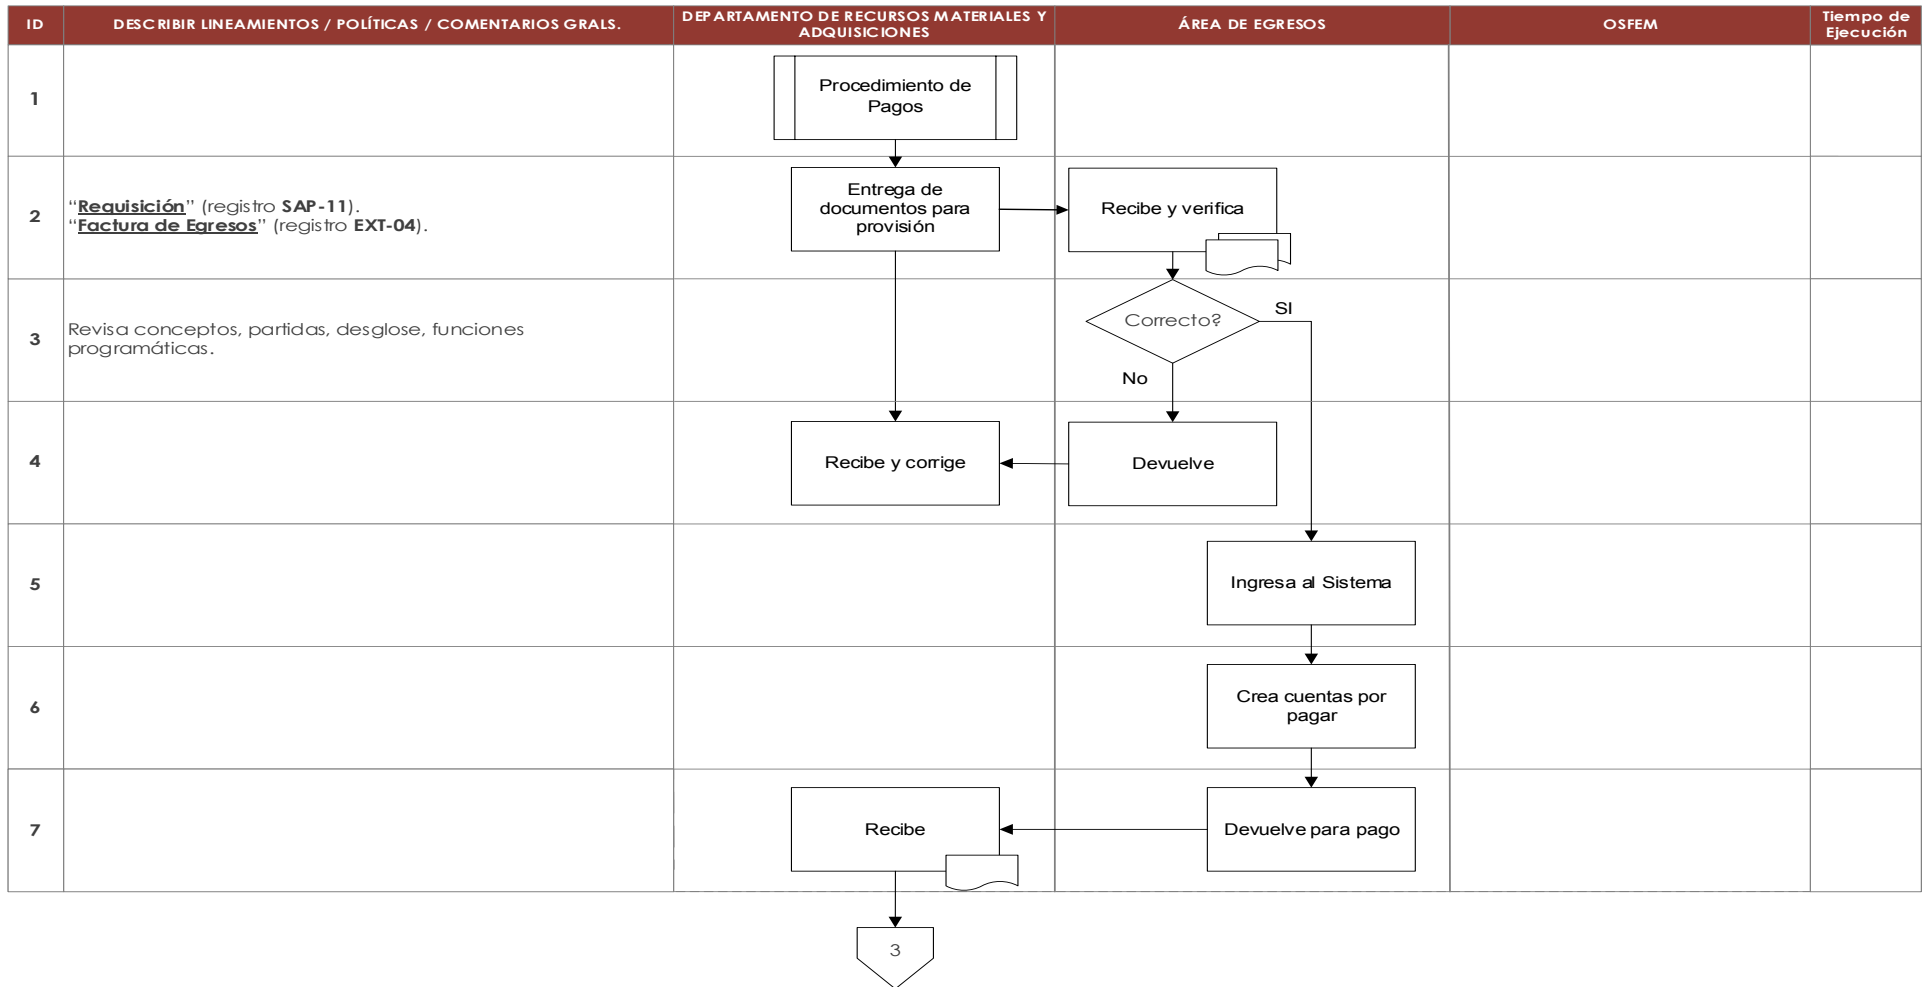 ID
DESCRIBIR LINEAMIENTOS / POLÍTICAS / COMENTARIOS GRALS.
DEPARTAMENTO DE RECURSOS MATERIALES Y
ADQUISICIONES
ÁREA DE EGRESOS
OSFEM
Tiempo de
Ejecución
1
Procedimiento de
Pagos
2
“Requisición” (registro SAP-11).
“Factura de Egresos” (registro EXT-04).
Entrega de
documentos para
provisión
Recibe y verifica
3
Revisa conceptos, partidas, desglose, funciones
programáticas.
Correcto?
SI
No
4
Recibe y corrige
Devuelve
5
Ingresa al Sistema
6
Crea cuentas por
pagar
7
Recibe
Devuelve para pago
3